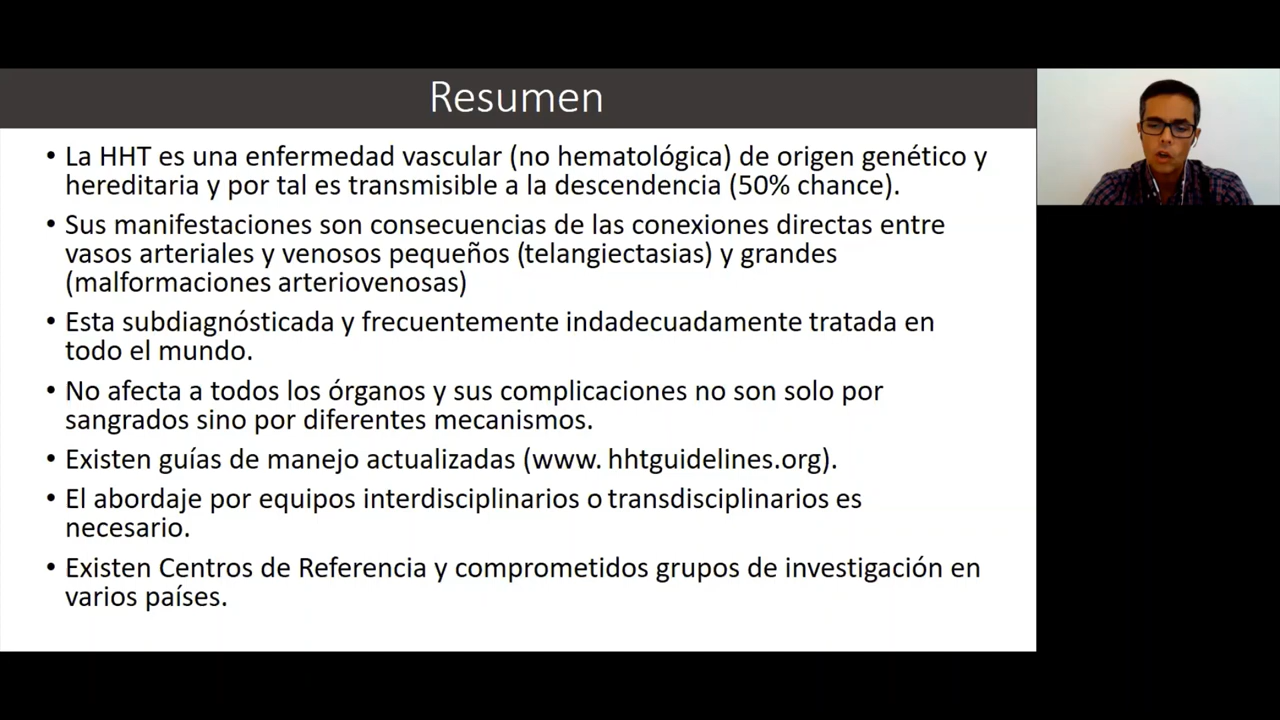 Resumen
• La HHT es una enfermedad vascular (no hematológica) de origen genético y
hereditaria y por tal es transmisible a la descendencia (50% chance).
• Sus manifestaciones son consecuencias de las conexiones directas entre
vasos arteriales y venosos pequeños (telangiectasias) y grandes
(malformaciones arteriovenosas)
• Esta subdiagnósticada y frecuentemente indadecuadamente tratada en
todo el mundo.
• No afecta a todos los órganos y sus complicaciones no son solo por
sangrados sino por diferentes mecanismos.
• Existen guías de manejo actualizadas (www. hhtguidelines.org).
• El abordaje por equipos interdisciplinarios o transdisciplinarios es
necesario.
• Existen Centros de Referencia y comprometidos grupos de investigación en
varios países.